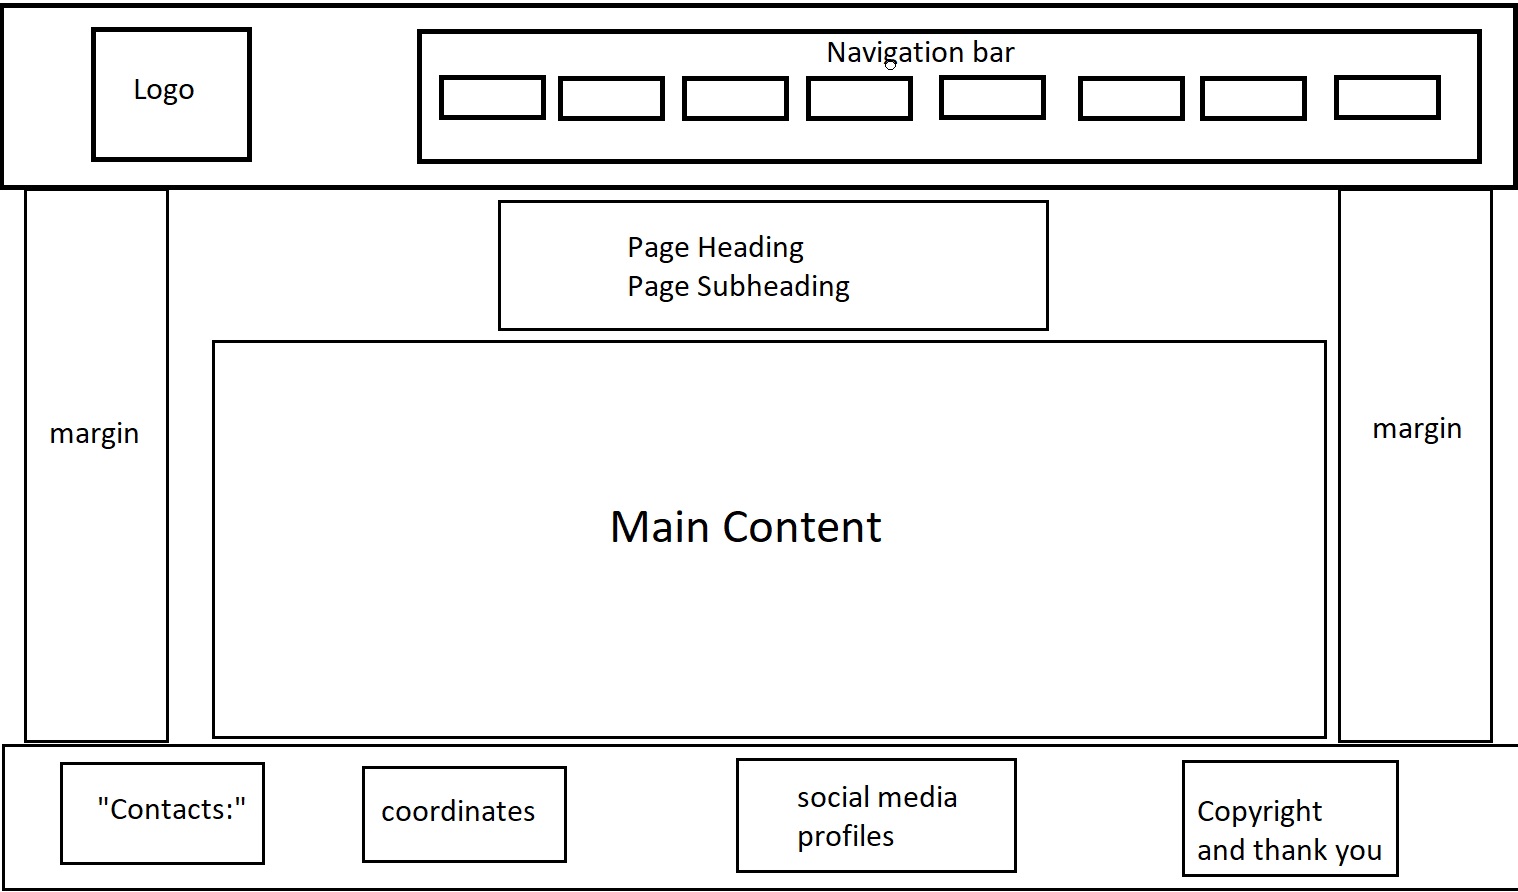 Logo
Navigation bar
Page Heading
Page Subheading
margin
margin
Main Content
"Contacts:"
coordinates
social media
profiles
Copyright
and thank you